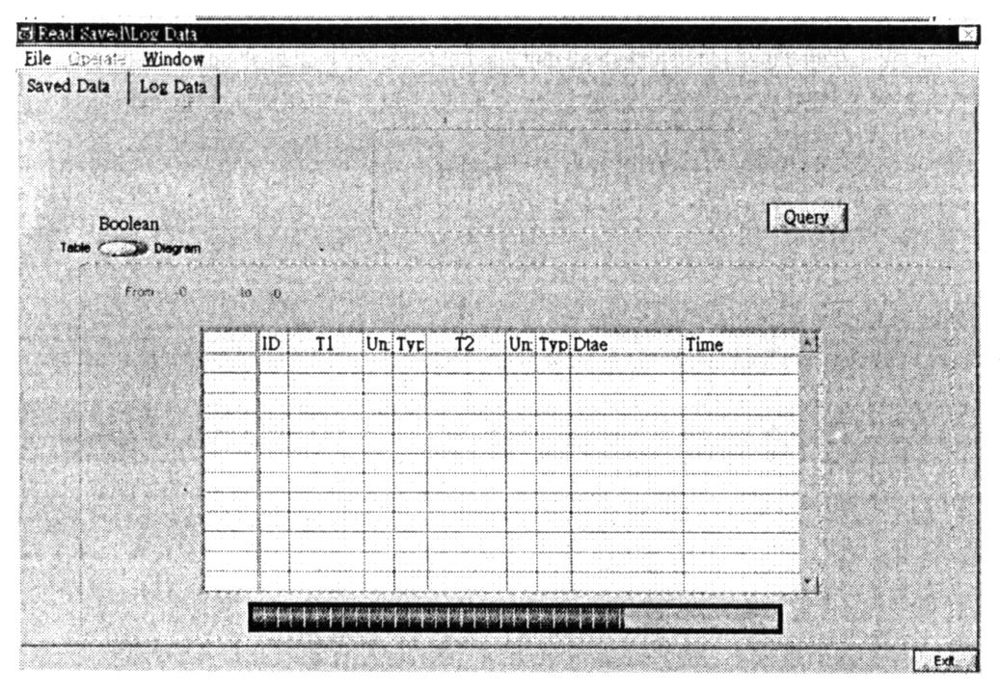 Read Saved\Log Data
File Operate Window
Saved Data Log Data
Query
Boolean
Table Diagram
From -0 to -0
ID T1 Un Typ T2 Un Typ Dtae Time
Exit